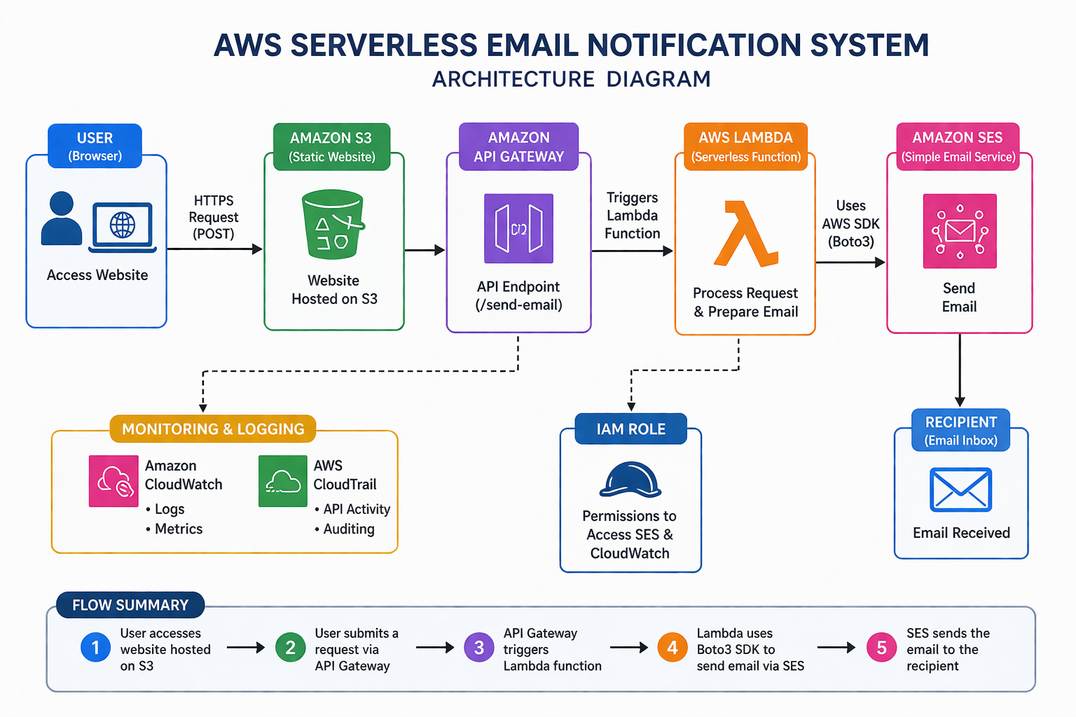 AWS SERVERLESS EMAIL NOTIFICATION SYSTEM
ARCHITECTURE DIAGRAM
USER
(Browser)
Access Website
HTTPS
Request
(POST)
AMAZON S3
(Static Website)
Website
Hosted on S3
AMAZON
API GATEWAY
API Endpoint
(/send-email)
Triggers
Lambda
Function
AWS LAMBDA
(Serverless Function)
Process Request
& Prepare Email
Uses
AWS SDK
(Boto3)
AMAZON SES
(Simple Email Service)
Send
Email
MONITORING & LOGGING
Amazon
CloudWatch
• Logs
• Metrics
AWS
CloudTrail
• API Activity
• Auditing
IAM ROLE
Permissions to
Access SES &
CloudWatch
RECIPIENT
(Email Inbox)
Email Received
FLOW SUMMARY
1
User accesses
website hosted
on S3
2
User submits a
request via
API Gateway
3
API Gateway
triggers
Lambda function
4
Lambda uses
Boto3 SDK to
send email via SES
5
SES sends the
email to the
recipient